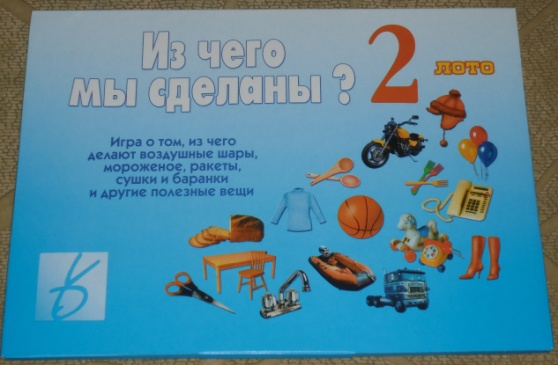 Из чего
мы сделаны ? 2
лото
Игра о том, из чего
делают воздушные шары,
мороженое, ракеты,
сушки и баранки
и другие полезные вещи